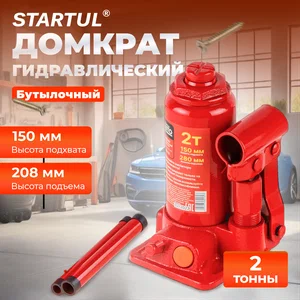 STARTUL®
ДОМКРАТ
ГИДРАВЛИЧЕСКИЙ
Бутылочный
150 мм
Высота подхвата
208 мм
Высота подъема
2Т
150 мм
280 мм
2
ТОННЫ